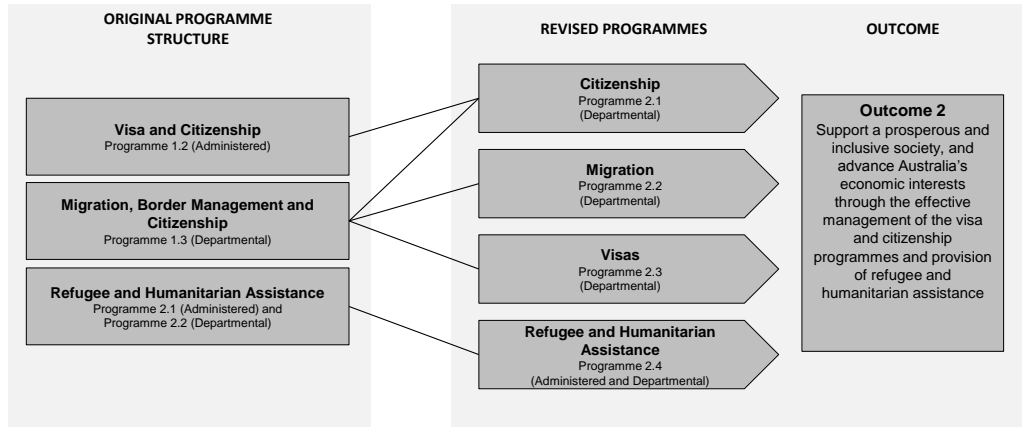 ORIGINAL PROGRAMME
STRUCTURE
Visa and Citizenship
Programme 1.2 (Administered)
Migration, Border Management and
Citizenship
Programme 1.3 (Departmental)
Refugee and Humanitarian Assistance
Programme 2.1 (Administered) and
Programme 2.2 (Departmental)
REVISED PROGRAMMES
Citizenship
Programme 2.1
(Departmental)
Migration
Programme 2.2
(Departmental)
Visas
Programme 2.3
(Departmental)
Refugee and Humanitarian
Assistance
Programme 2.4
(Administered and Departmental)
OUTCOME
Outcome 2
Support a prosperous and
inclusive society, and
advance Australia’s
economic interests
through the effective
management of the visa
and citizenship
programmes and provision
of refugee and
humanitarian assistance